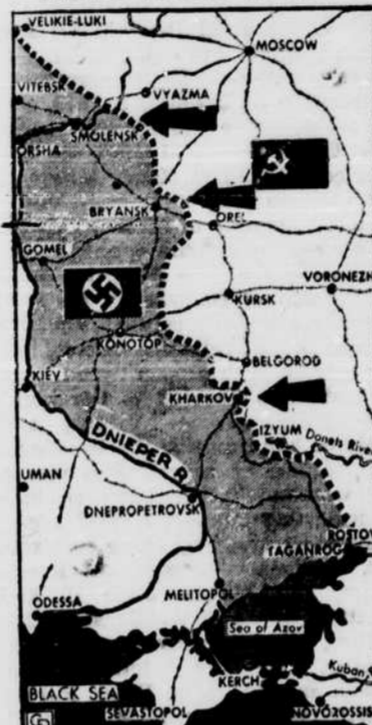 VELIKIE-LUKI
MOSCOW
VITEBSK
VYAZMA
SMOLENSK
ORSHA
BRYANSK
OREL
GOMEL
VORONEZH
KURSK
KONOTOP
BELGOROD
KIEV
KHARKOV
IZYUM
Donets River
DNIEPER R.
UMAN
DNEPROPETROVSK
ROSTOV
TAGANROG
MELITOPOL
ODESSA
Sea of Azov
Kuban
KERCH
BLACK SEA
SEVASTOPOL
NOVOROSSIS